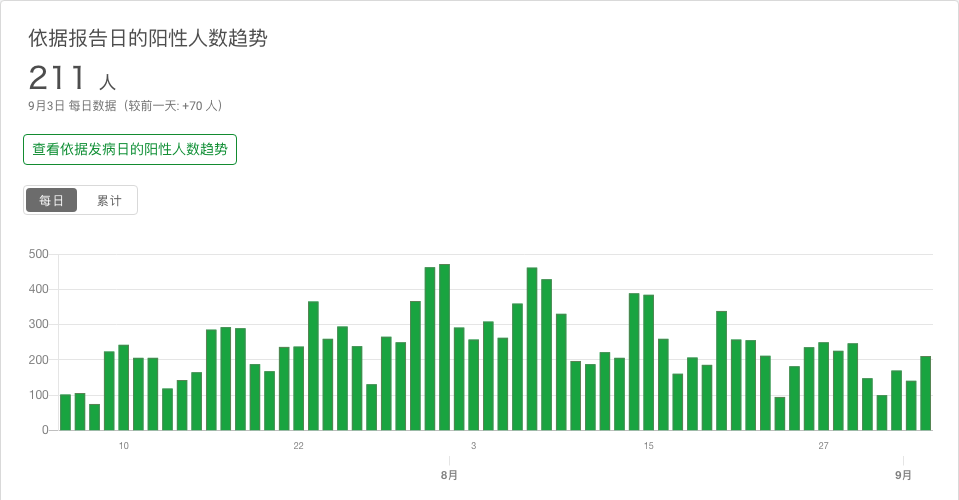 依据报告日的阳性人数趋势
211 人
9月3日 每日数据（较前一天: +70 人）
查看依据发病日的阳性人数趋势
每日 累计
500
400
300
200
100
0
10 22 3 15 27
8月 9月